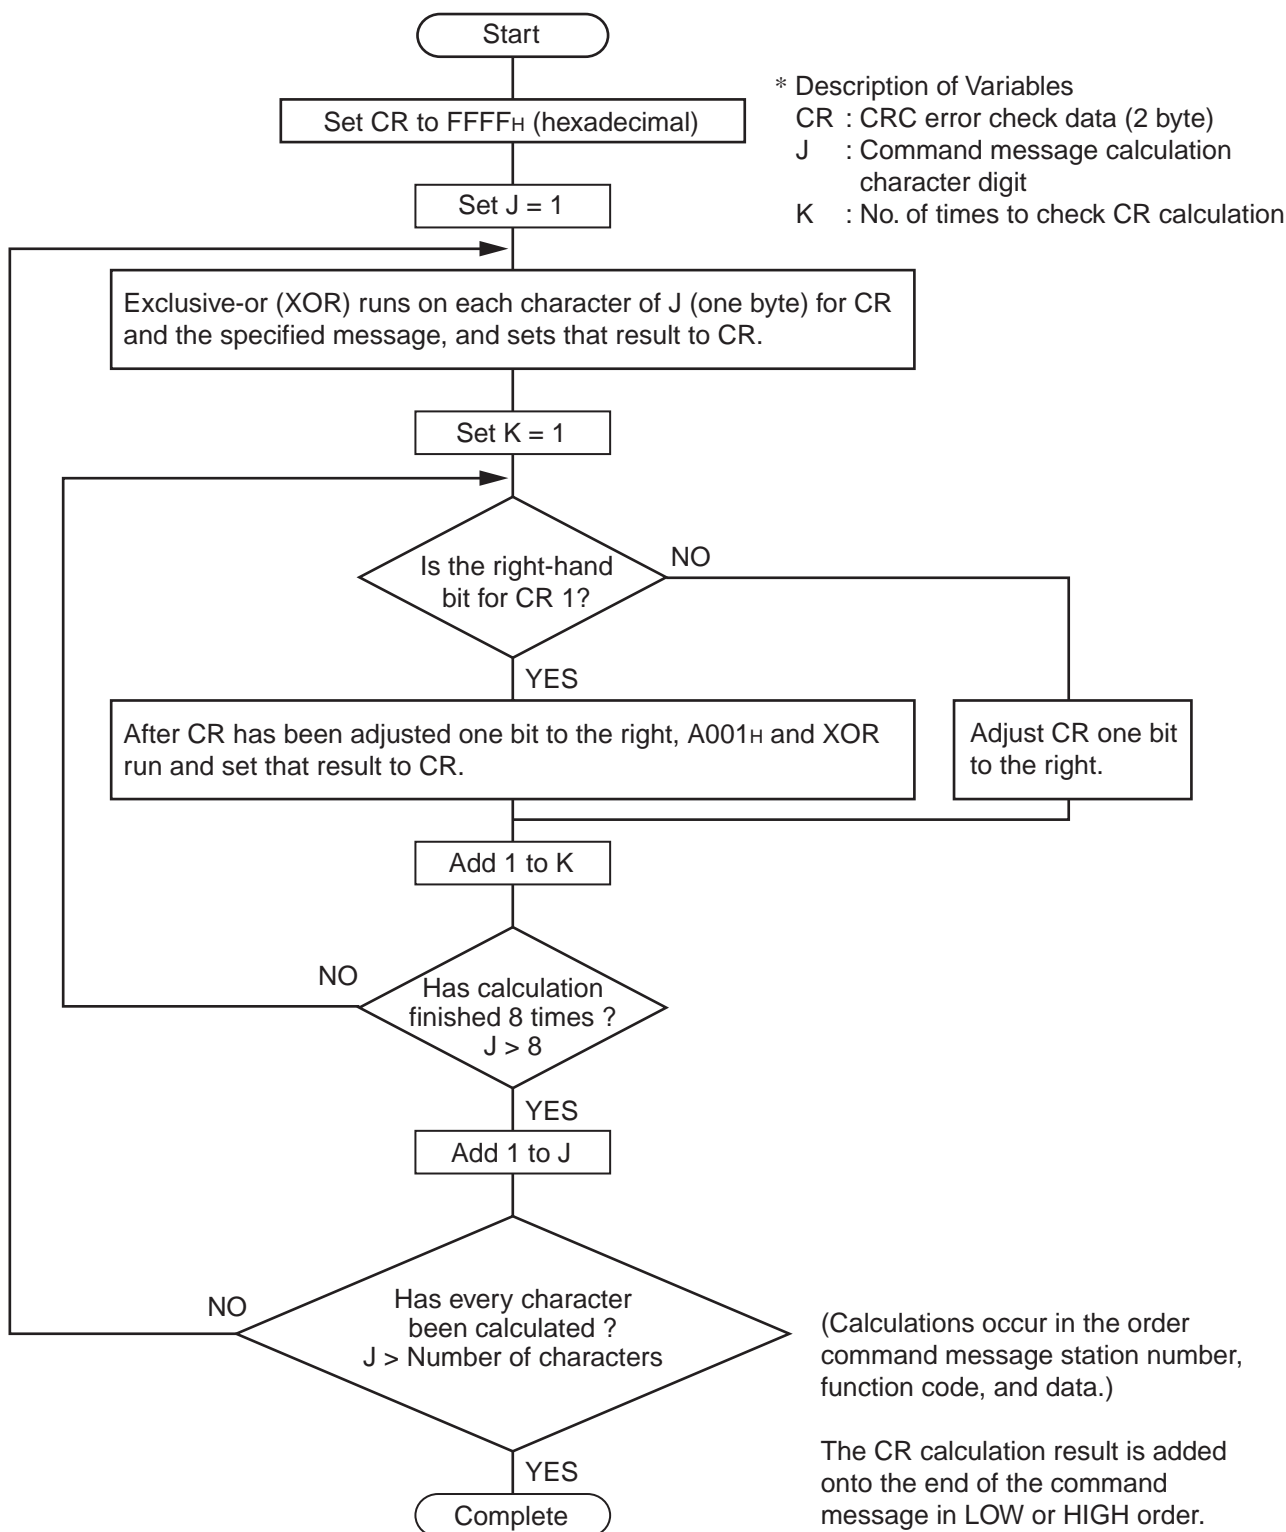 Start
* Description of Variables
CR : CRC error check data (2 byte)
J : Command message calculation
character digit
K : No. of times to check CR calculation
Set CR to FFFFH (hexadecimal)
Set J = 1
Exclusive-or (XOR) runs on each character of J (one byte) for CR
and the specified message, and sets that result to CR.
Set K = 1
Is the right-hand
bit for CR 1?
NO
YES
After CR has been adjusted one bit to the right, A001H and XOR
run and set that result to CR.
Adjust CR one bit
to the right.
Add 1 to K
NO
Has calculation
finished 8 times ?
J > 8
YES
Add 1 to J
NO
Has every character
been calculated ?
J > Number of characters
(Calculations occur in the order
command message station number,
function code, and data.)
YES
The CR calculation result is added
onto the end of the command
message in LOW or HIGH order.
Complete